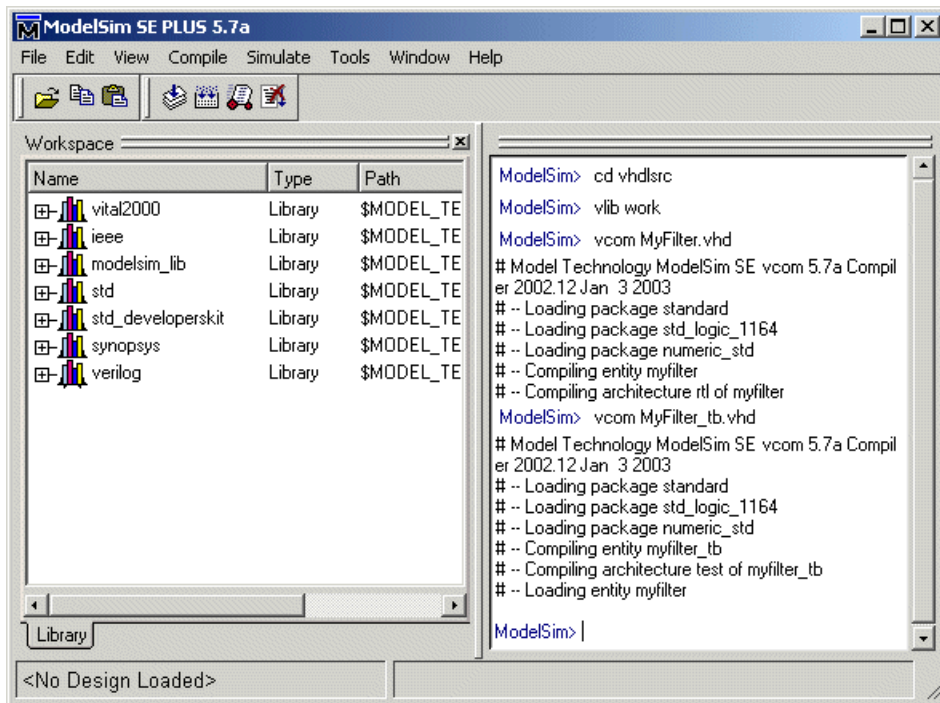 ModelSim SE PLUS 5.7a
File Edit View Compile Simulate Tools Window Help
Workspace
Name Type Path
vital2000 Library $MODEL_TE
ieee Library $MODEL_TE
modelsim_lib Library $MODEL_TE
std Library $MODEL_TE
std_developerskit Library $MODEL_TE
synopsys Library $MODEL_TE
verilog Library $MODEL_TE
Library
ModelSim> cd vhdlsrc
ModelSim> vlib work
ModelSim> vcom MyFilter.vhd
# Model Technology ModelSim SE vcom 5.7a Compil
er 2002.12 Jan 3 2003
# -- Loading package standard
# -- Loading package std_logic_1164
# -- Loading package numeric_std
# -- Compiling entity myfilter
# -- Compiling architecture rtl of myfilter
ModelSim> vcom MyFilter_tb.vhd
# Model Technology ModelSim SE vcom 5.7a Compil
er 2002.12 Jan 3 2003
# -- Loading package standard
# -- Loading package std_logic_1164
# -- Loading package numeric_std
# -- Compiling entity myfilter_tb
# -- Compiling architecture test of myfilter_tb
# -- Loading entity myfilter
ModelSim>
<No Design Loaded>